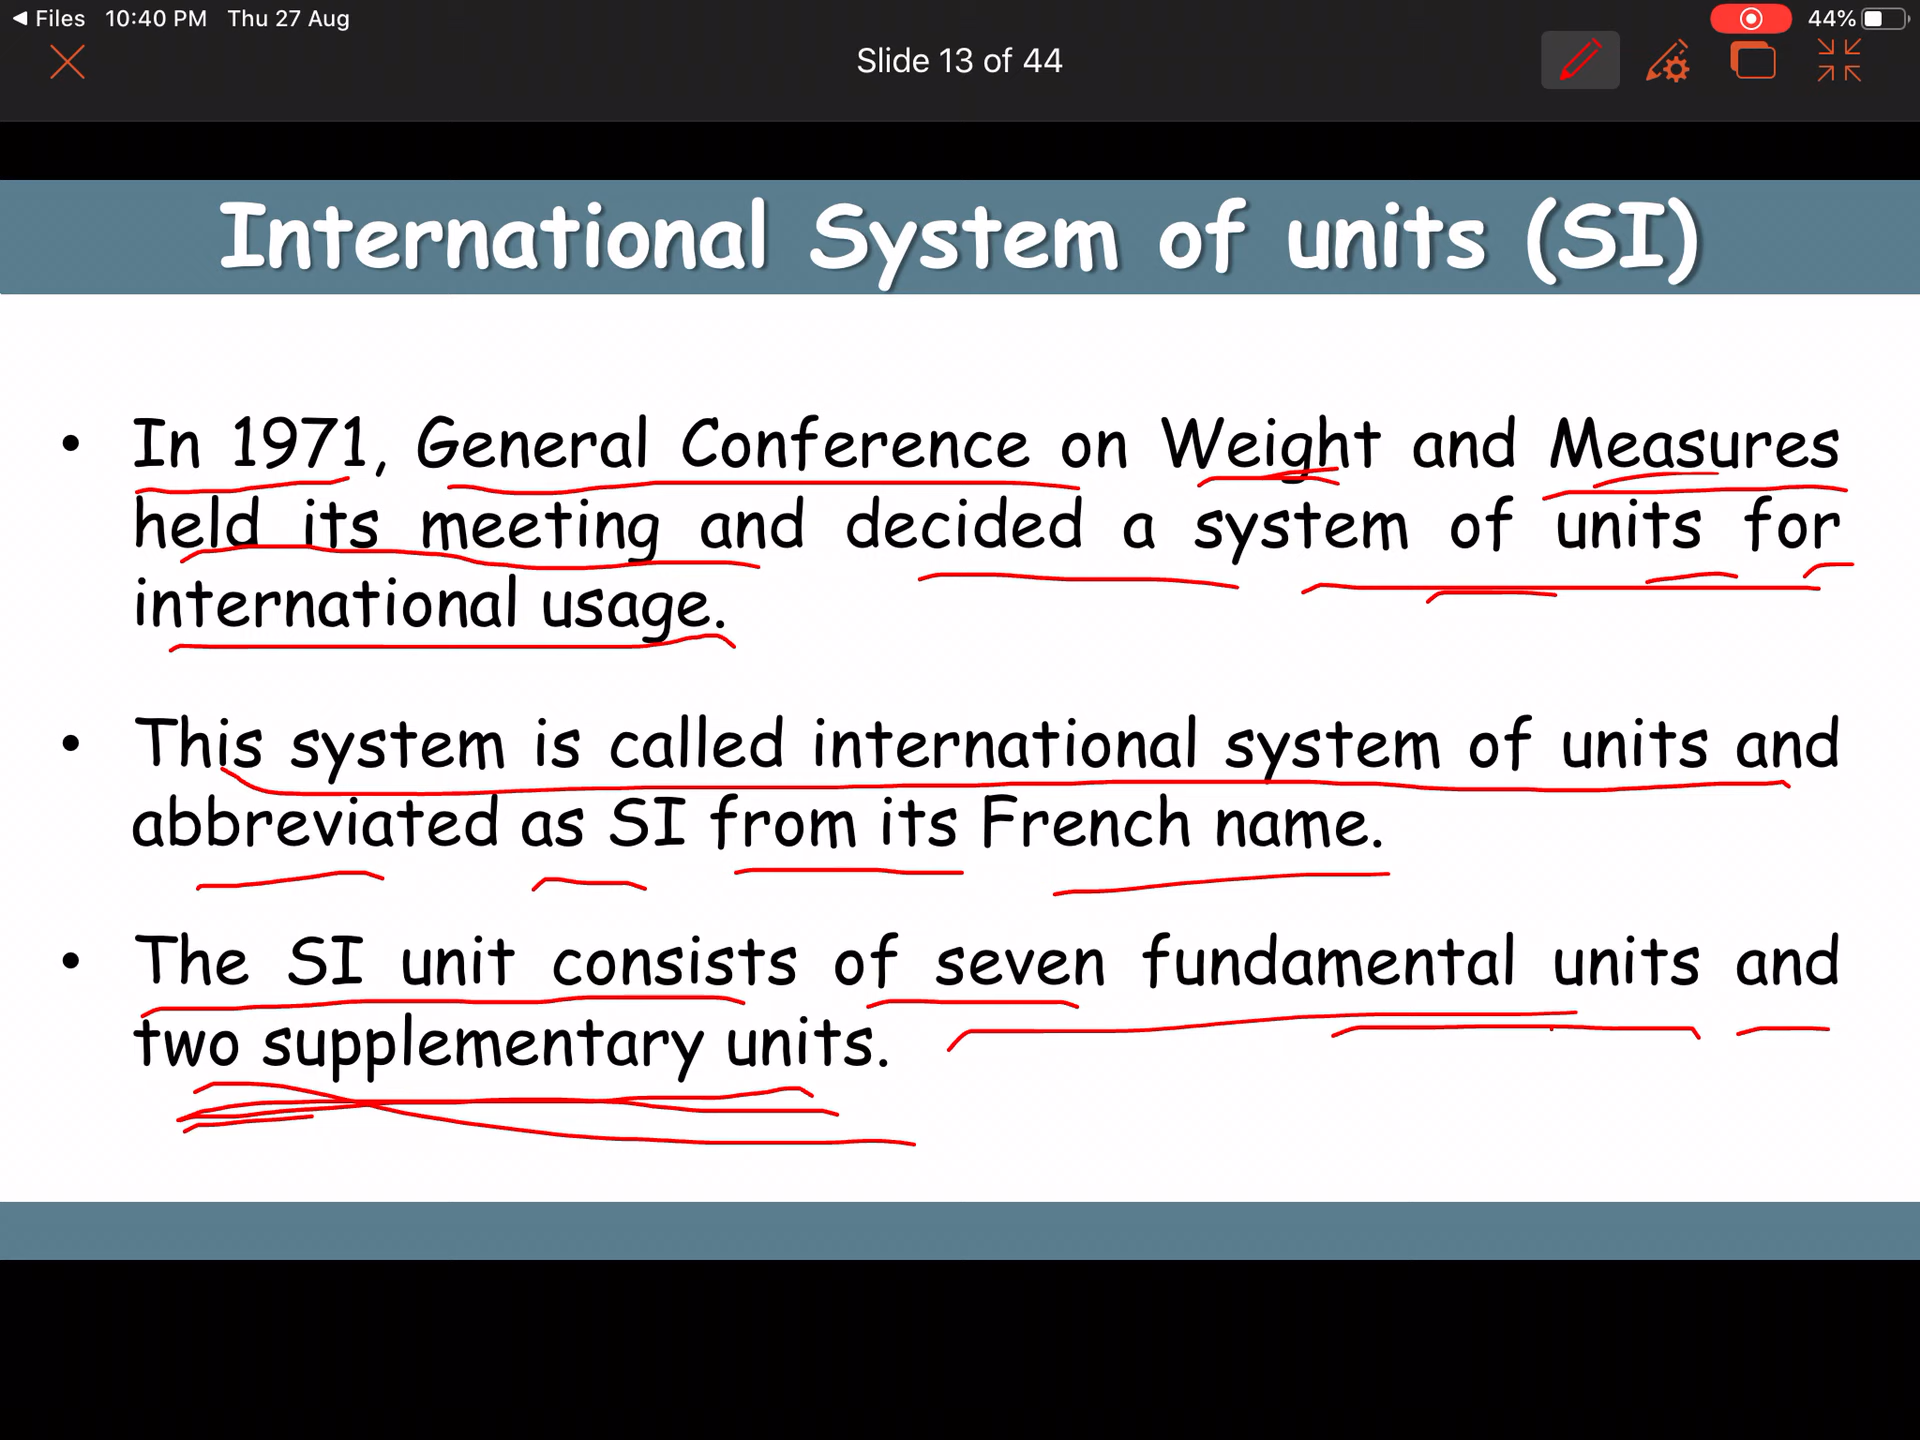 Files 10:40 PM Thu 27 Aug 44%
Slide 13 of 44
International System of units (SI)
• In 1971, General Conference on Weight and Measures
held its meeting and decided a system of units for
international usage.
• This system is called international system of units and
abbreviated as SI from its French name.
• The SI unit consists of seven fundamental units and
two supplementary units.